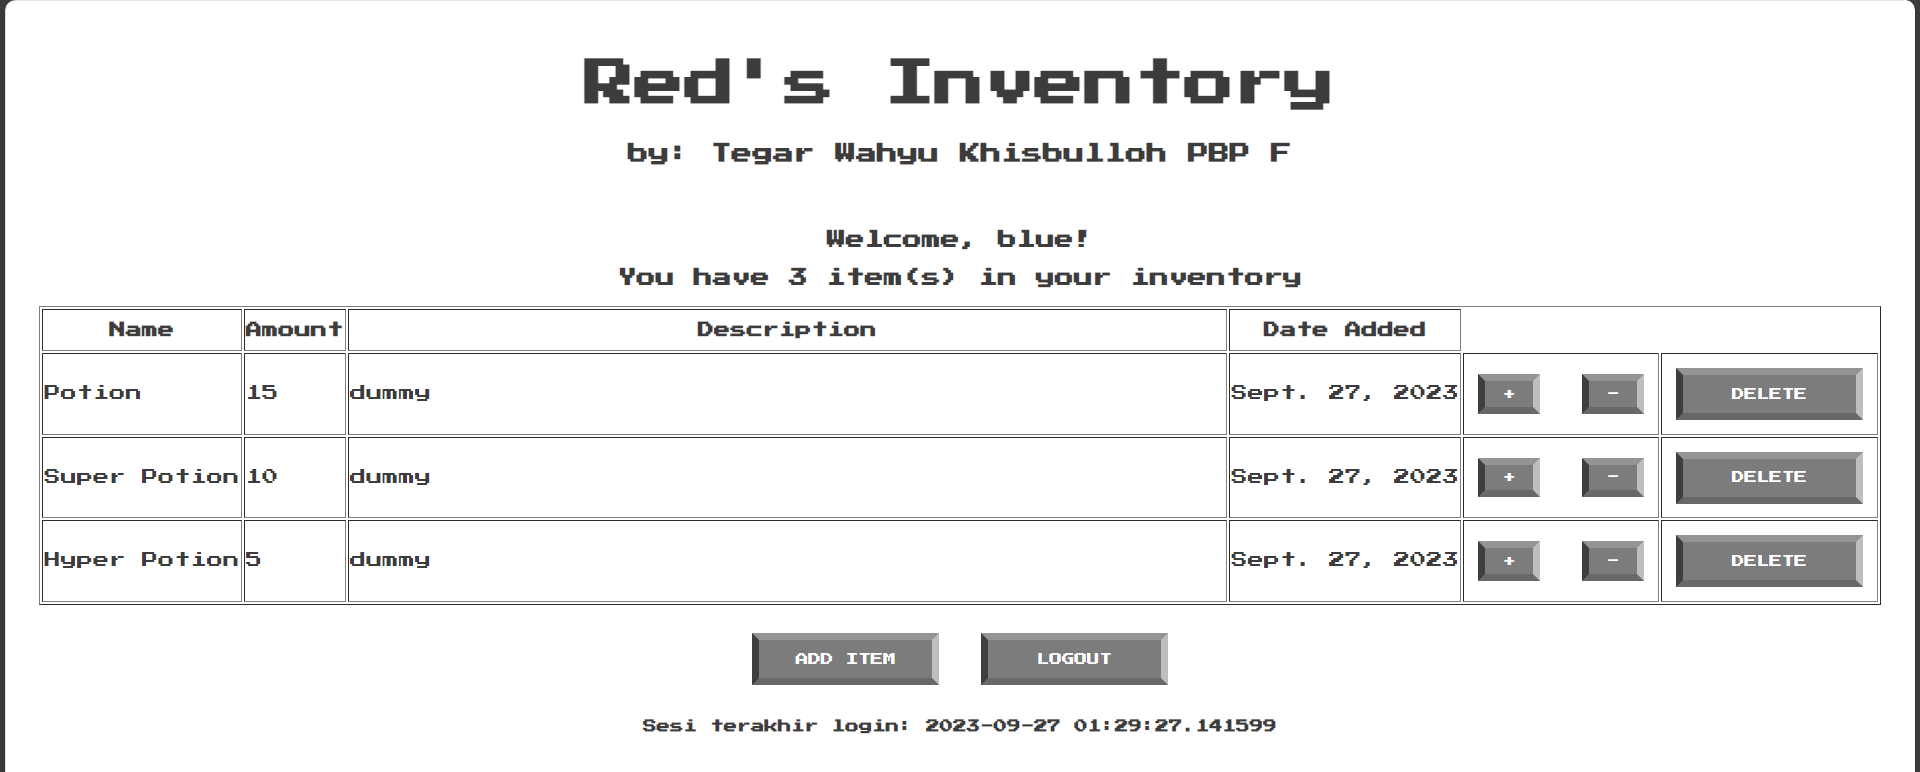 Red's Inventory
by: Tegar Wahyu Khisbulloh PBP F
Welcome, blue!
You have 3 item(s) in your inventory
Name Amount Description Date Added
Potion 15 dummy Sept. 27, 2023 + - DELETE
Super Potion 10 dummy Sept. 27, 2023 + - DELETE
Hyper Potion 5 dummy Sept. 27, 2023 + - DELETE
ADD ITEM LOGOUT
Sesi terakhir login: 2023-09-27 01:29:27.141599